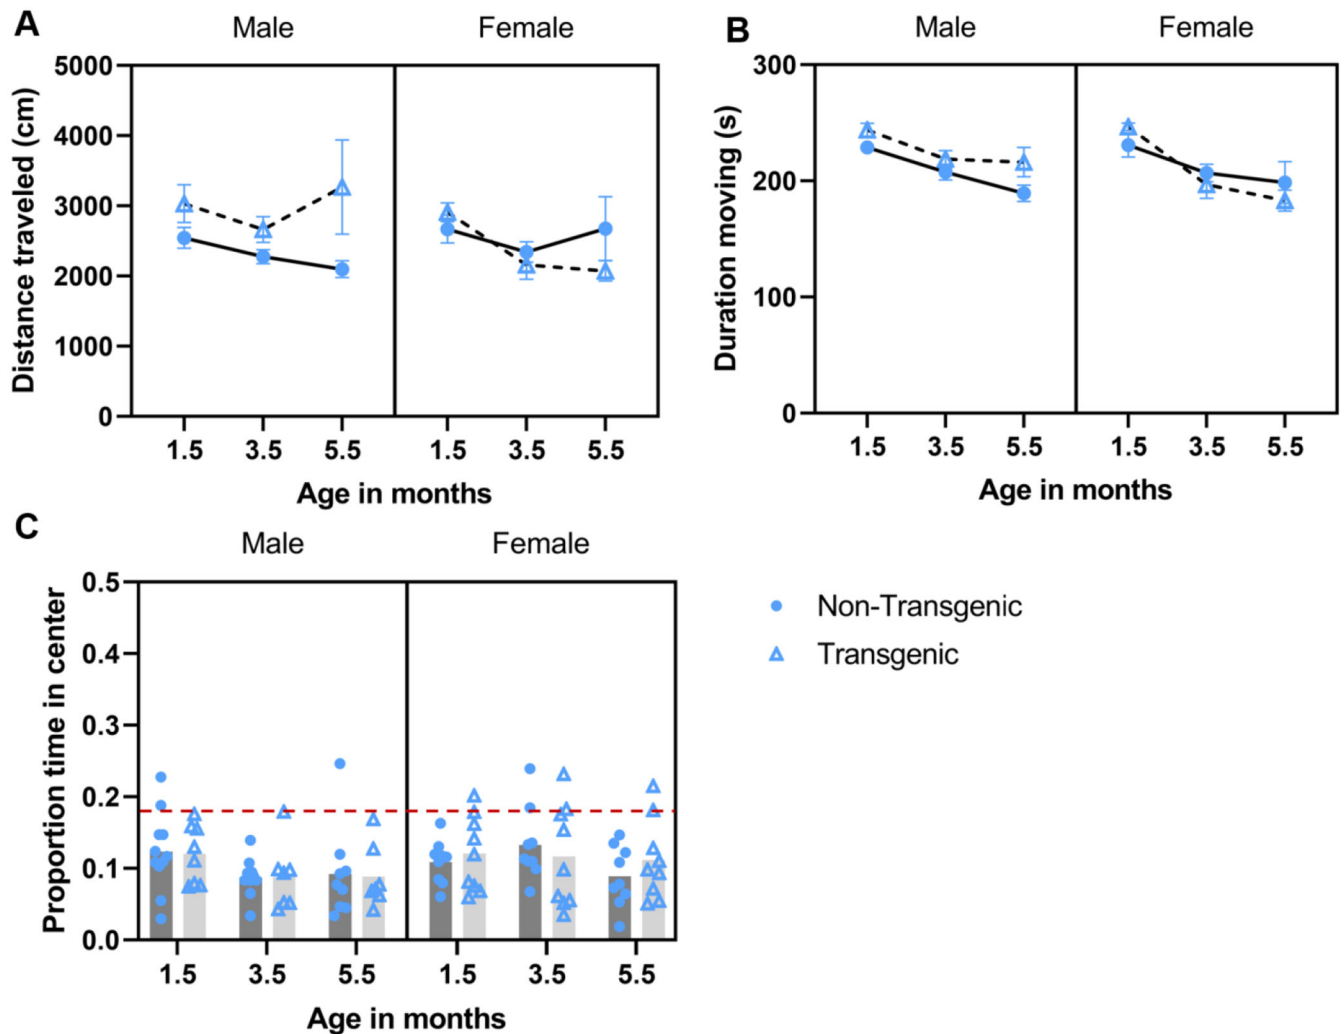 A
Male Female
Distance traveled (cm)
5000
4000
3000
2000
1000
0
1.5 3.5 5.5 1.5 3.5 5.5
Age in months
B
Male Female
Duration moving (s)
300
200
100
0
1.5 3.5 5.5 1.5 3.5 5.5
Age in months
C
Male Female
Proportion time in center
0.5
0.4
0.3
0.2
0.1
0.0
1.5 3.5 5.5 1.5 3.5 5.5
Age in months
Non-Transgenic
Transgenic